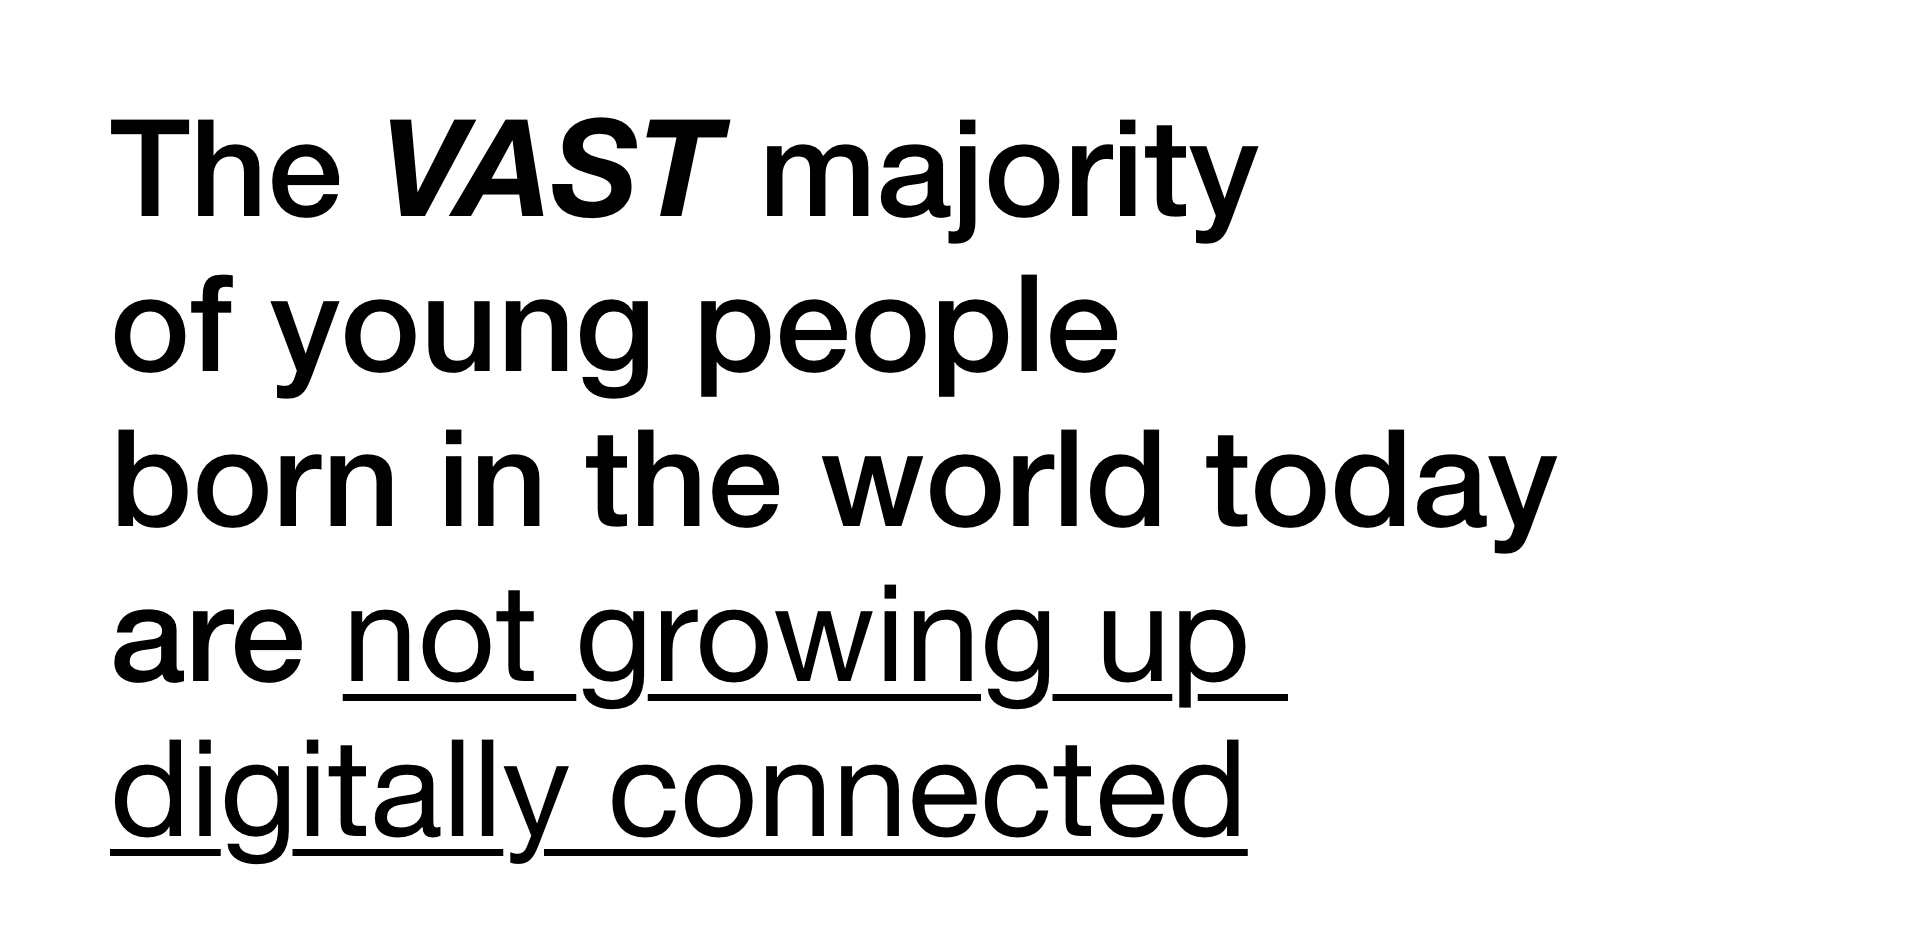 The VAST majority
of young people
born in the world today
are not growing up
digitally connected